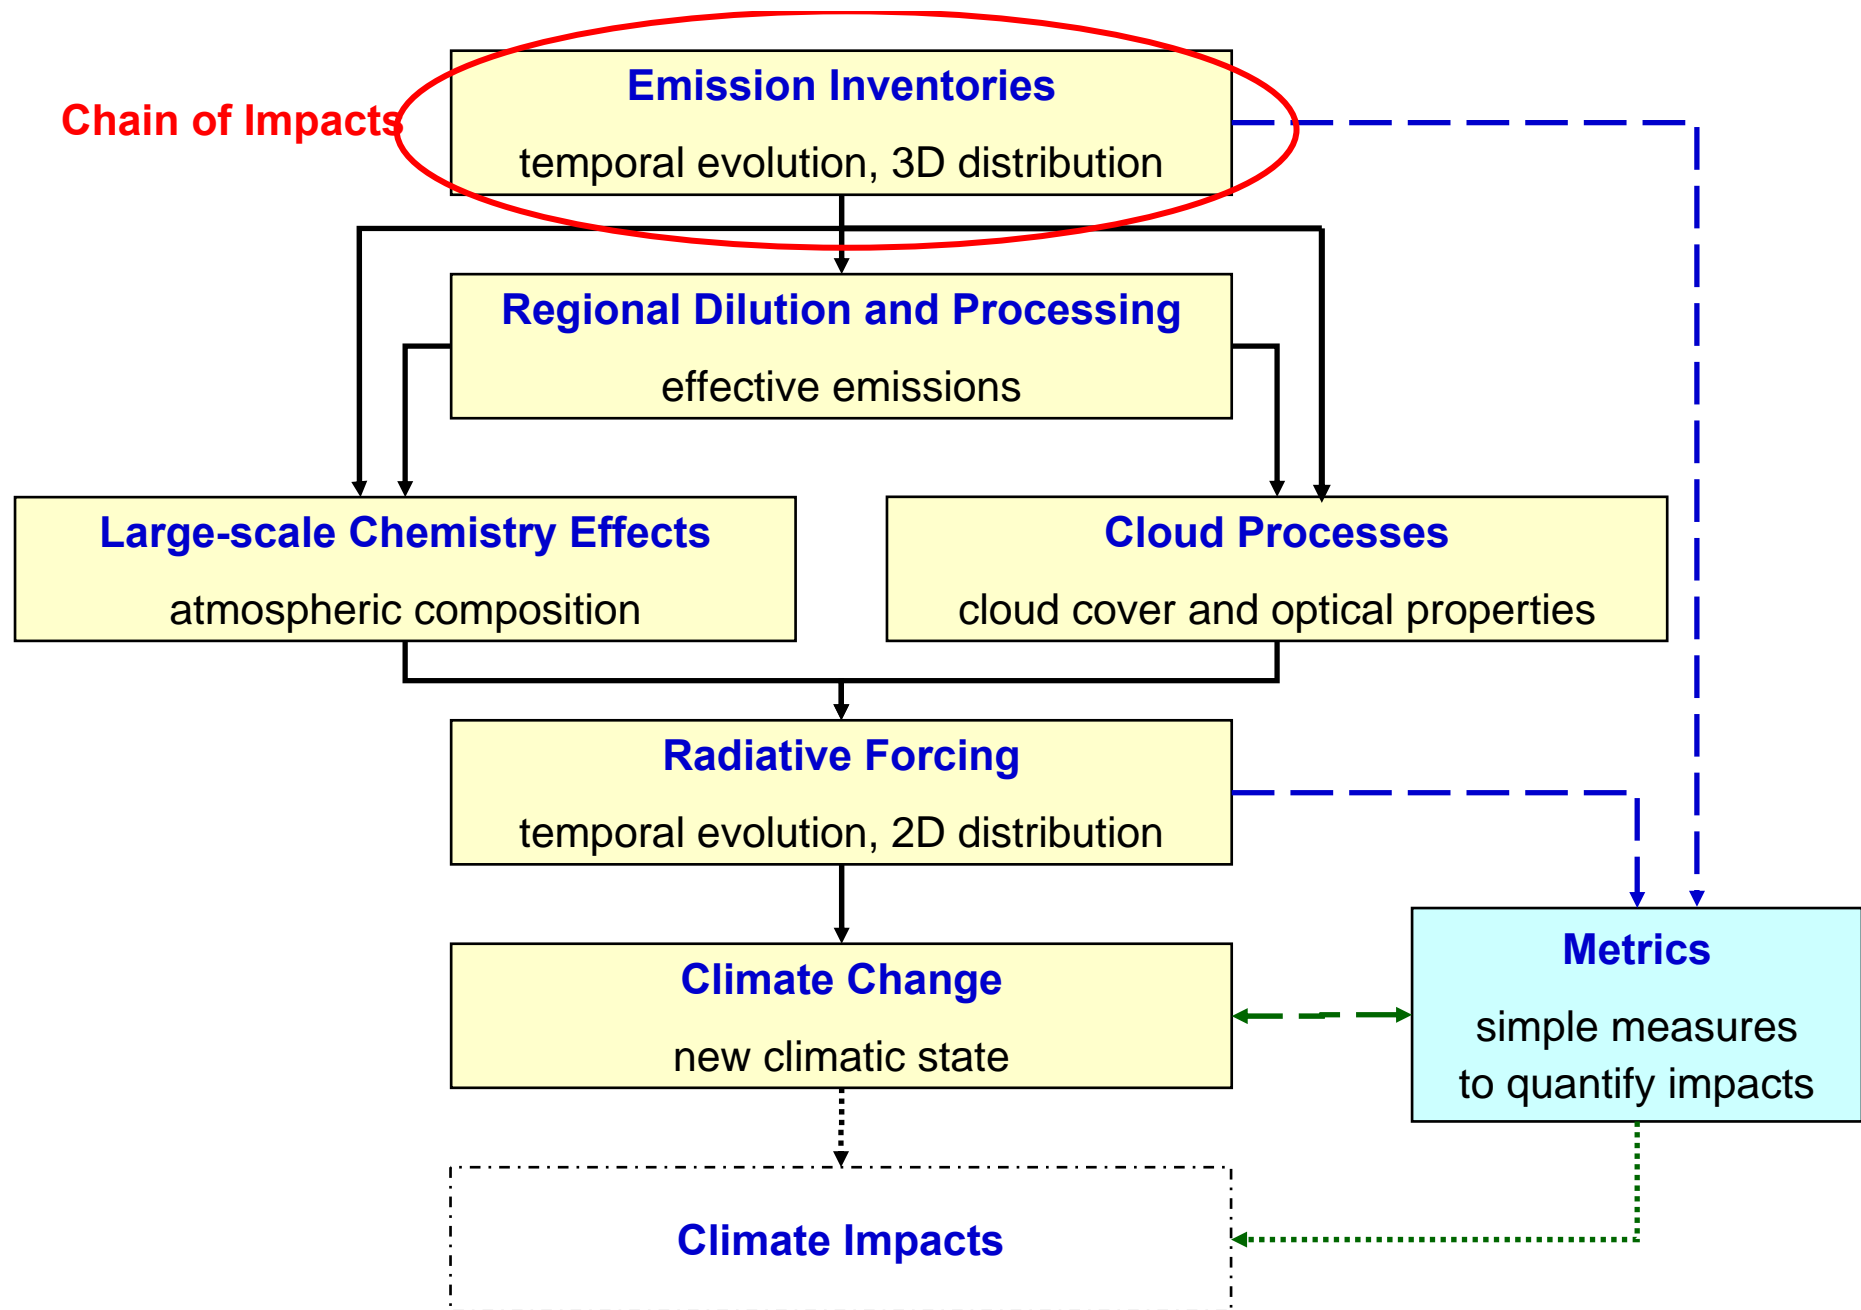 Emission Inventories
Chain of Impacts
temporal evolution, 3D distribution
Regional Dilution and Processing
effective emissions
Large-scale Chemistry Effects
atmospheric composition
Cloud Processes
cloud cover and optical properties
Radiative Forcing
temporal evolution, 2D distribution
Climate Change
new climatic state
Metrics
simple measures
to quantify impacts
Climate Impacts